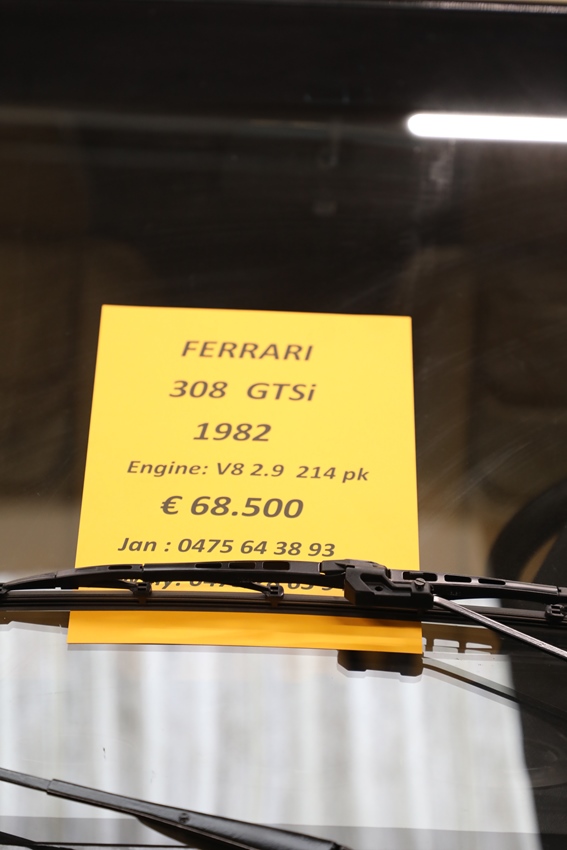 FERRARI
308 GTSi
1982
Engine: V8 2.9 214 pk
€ 68.500
Jan : 0475 64 38 93